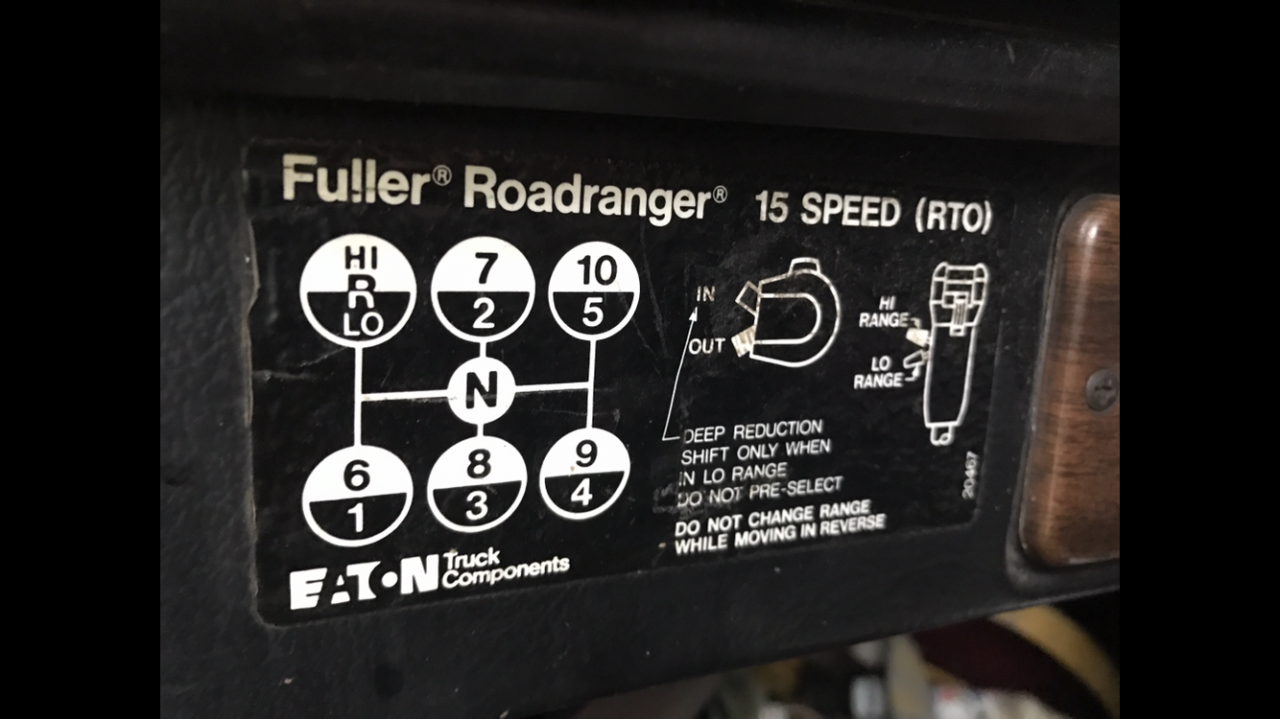 Fuller® Roadranger® 15 SPEED (RTO)
HI
R
LO
7
2
10
5
N
6
1
8
3
9
4
IN
OUT
HI
RANGE
LO
RANGE
DEEP REDUCTION
SHIFT ONLY WHEN
IN LO RANGE
DO NOT PRE-SELECT
DO NOT CHANGE RANGE
WHILE MOVING IN REVERSE
20467
EATON Truck
Components